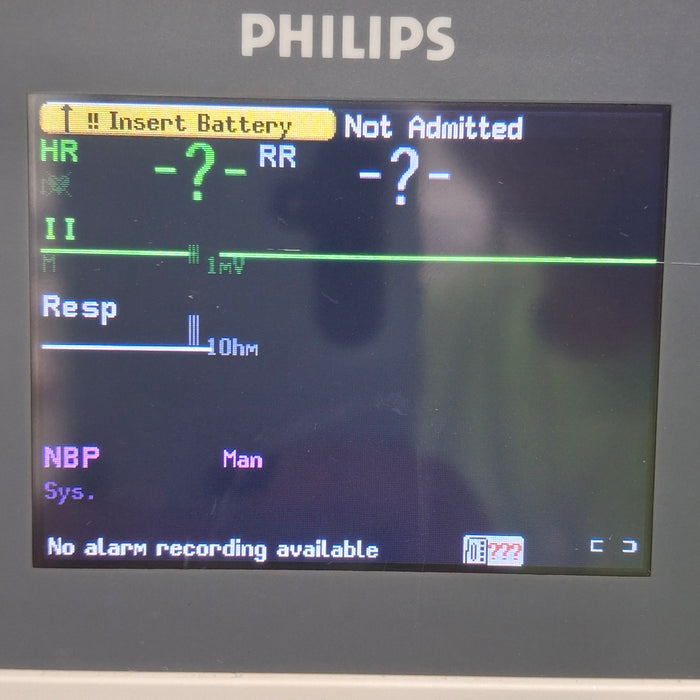 PHILIPS
!! Insert Battery Not Admitted
HR -?- RR -?-
II
M 1mV
Resp
1Ohm
NBP Man
Sys.
No alarm recording available ???